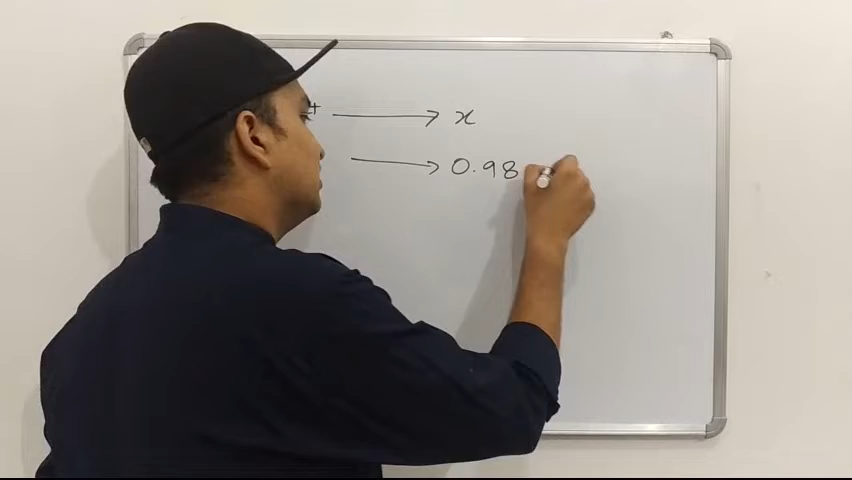 + → x
→ 0.98